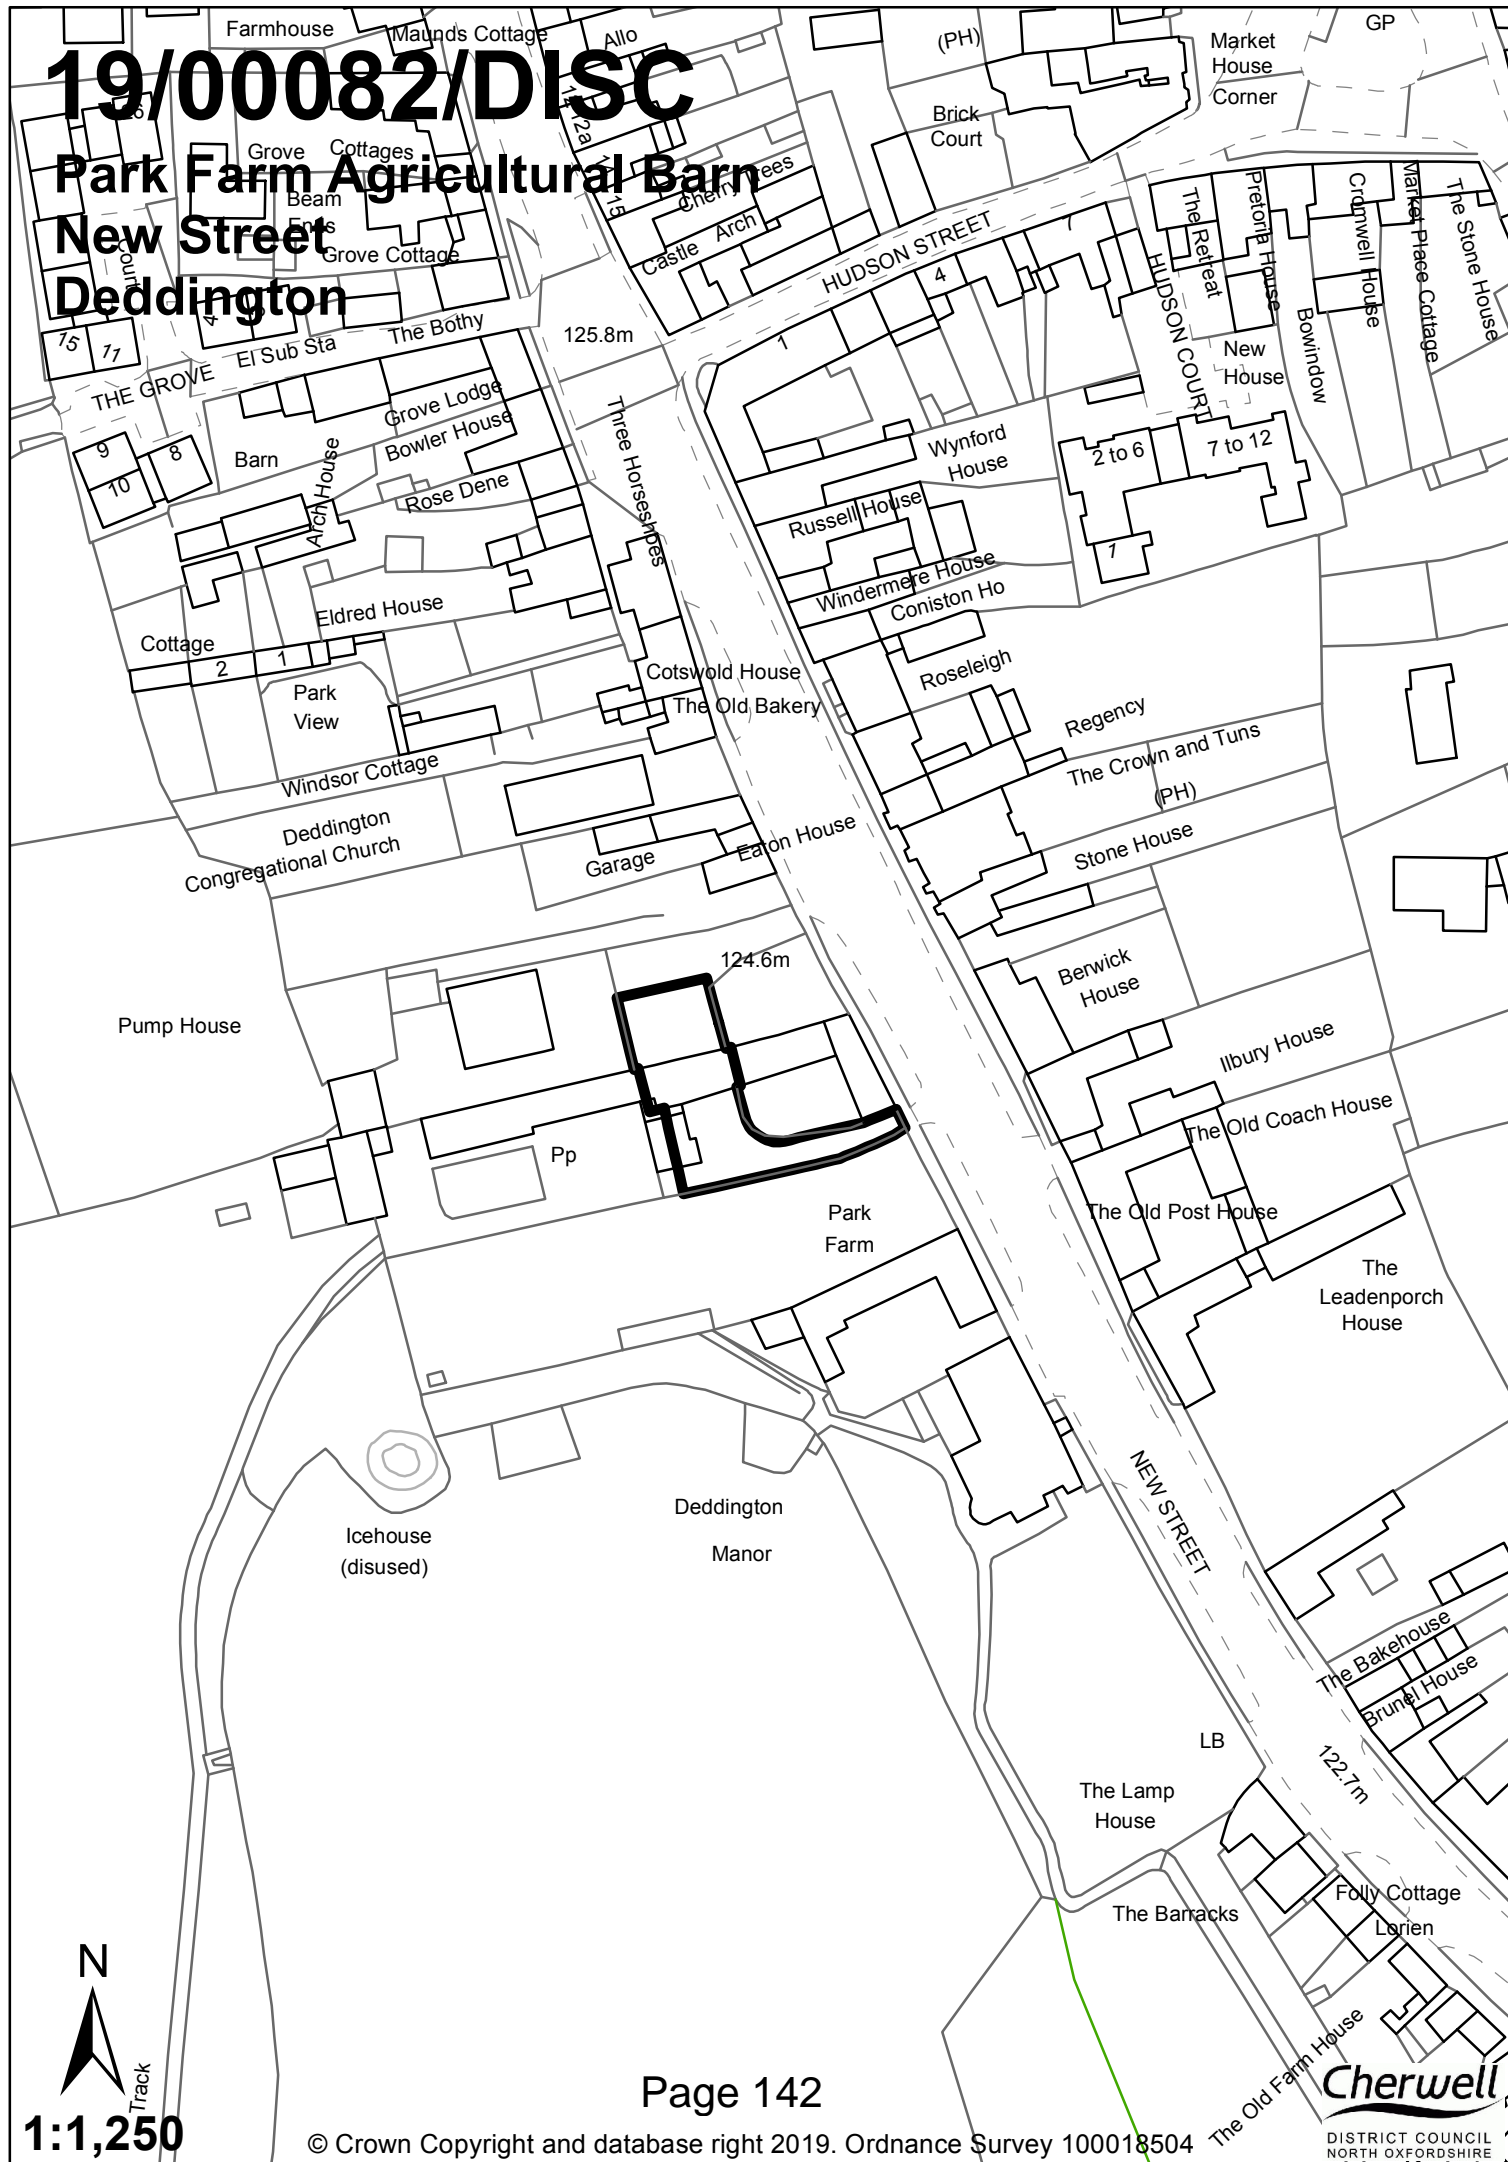 19/00082/DISC
Park Farm Agricultural Barn
New Street
Deddington
Farmhouse
Maunds Cottage
Allo
(PH)
Market
House
Corner
GP
Brick
Court
12
12a
14
15
Cherry Trees
Castle Arch
Grove Cottages
Beam
Ends
Grove Cottage
Court
4
15
11
THE GROVE
El Sub Sta
The Bothy
125.8m
HUDSON STREET
1
4
7
HUDSON COURT
The Retreat
Pretoria House
Cromwell House
Market Place Cottage
The Stone House
Bowindow
New
House
9
10
8
Barn
Arch House
Grove Lodge
Bowler House
Rose Dene
Three Horseshoes
Wynford
House
2 to 6
7 to 12
1
Russell House
Windermere House
Coniston Ho
Roseleigh
Eldred House
Cottage
2
1
Park
View
Cotswold House
The Old Bakery
Regency
The Crown and Tuns
(PH)
Windsor Cottage
Deddington
Congregational Church
Garage
Eaton House
Stone House
124.6m
Berwick
House
Pump House
Ilbury House
The Old Coach House
Pp
Park
Farm
The Old Post House
The
Leadenporch
House
Icehouse
(disused)
Deddington
Manor
NEW STREET
The Bakehouse
Brunel House
LB
122.7m
The Lamp
House
The Barracks
Folly Cottage
Lorien
The Old Farm House
N
Track
1:1,250
Page 142
© Crown Copyright and database right 2019. Ordnance Survey 100018504
Cherwell
DISTRICT COUNCIL
NORTH OXFORDSHIRE